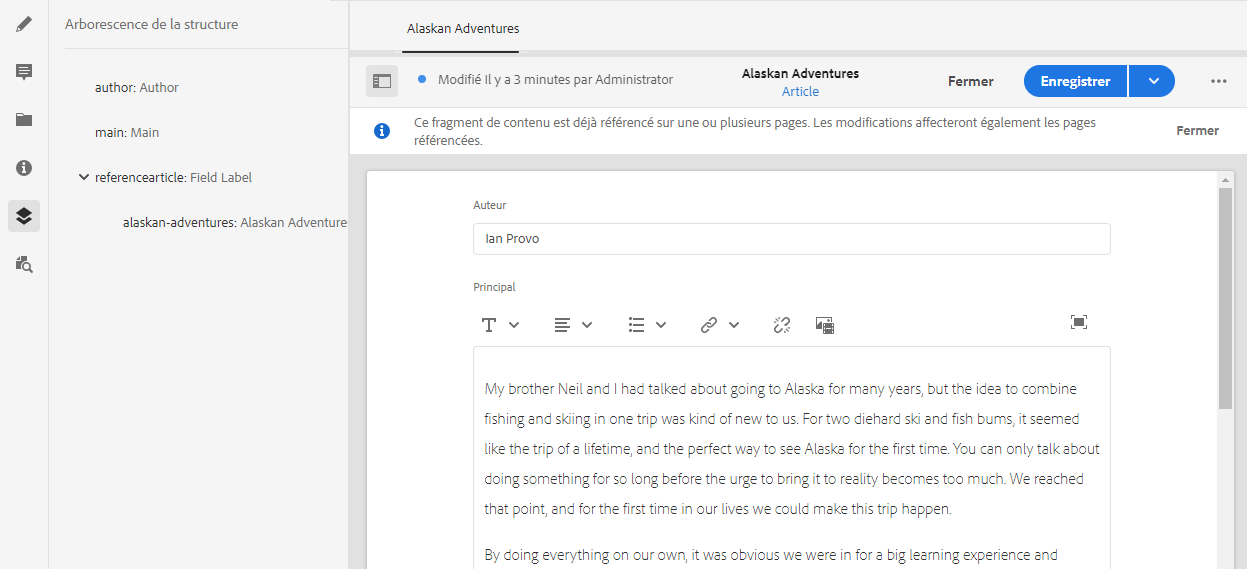 Arborescence de la structure
author: Author
main: Main
referencearticle: Field Label
alaskan-adventures: Alaskan Adventure
Alaskan Adventures
Modifié Il y a 3 minutes par Administrator
Alaskan Adventures
Article
Fermer
Enregistrer
Ce fragment de contenu est déjà référencé sur une ou plusieurs pages. Les modifications affecteront également les pages
référencées.
Fermer
Auteur
Ian Provo
Principal
My brother Neil and I had talked about going to Alaska for many years, but the idea to combine
fishing and skiing in one trip was kind of new to us. For two diehard ski and fish bums, it seemed
like the trip of a lifetime, and the perfect way to see Alaska for the first time. You can only talk about
doing something for so long before the urge to bring it to reality becomes too much. We reached
that point, and for the first time in our lives we could make this trip happen.
By doing everything on our own, it was obvious we were in for a big learning experience and